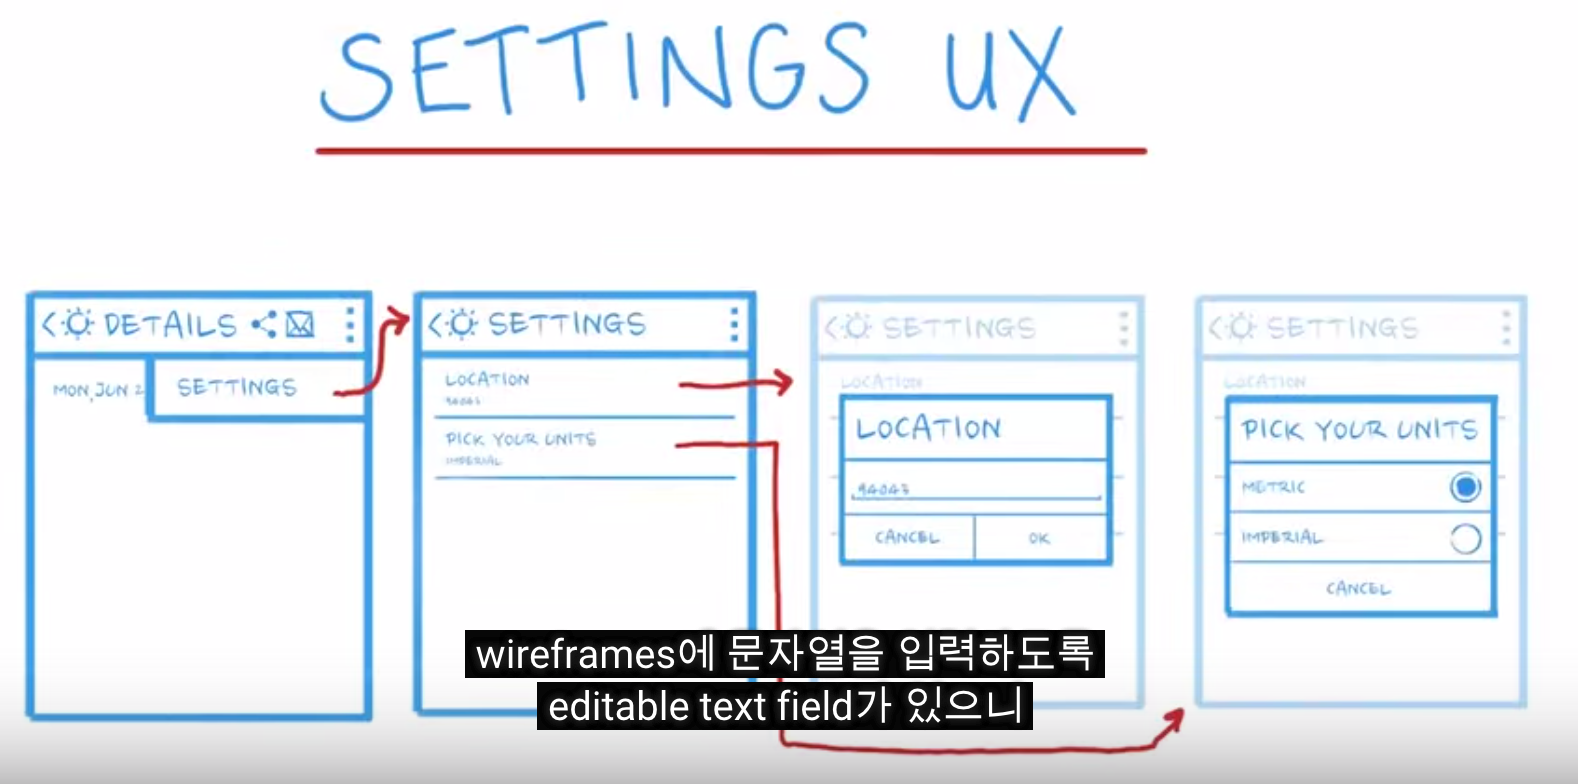 SETTINGS UX
DETAILS
MON, JUN 2
SETTINGS
SETTINGS
LOCATION
94043
PICK YOUR UNITS
IMPERIAL
SETTINGS
LOCATION
LOCATION
94043
CANCEL
OK
SETTINGS
LOCATION
PICK YOUR UNITS
METRIC
IMPERIAL
CANCEL
wireframes에 문자열을 입력하도록
editable text field가 있으니